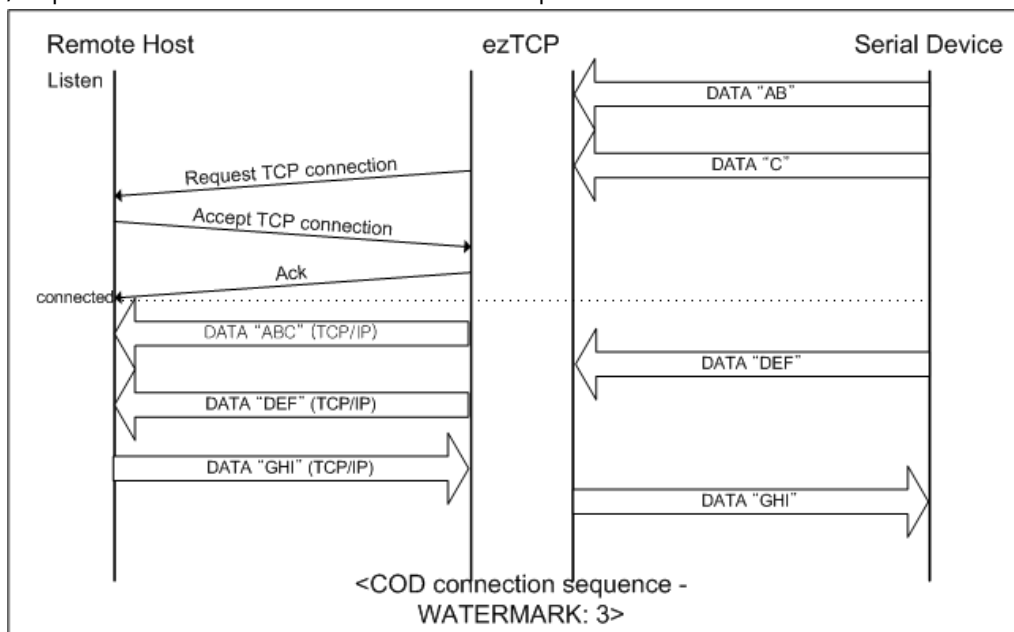 Remote Host
ezTCP
Serial Device
Listen
DATA “AB”
DATA “C”
Request TCP connection
Accept TCP connection
Ack
connected
DATA “ABC” (TCP/IP)
DATA “DEF”
DATA “DEF” (TCP/IP)
DATA “GHI” (TCP/IP)
DATA “GHI”
<COD connection sequence -
WATERMARK: 3>